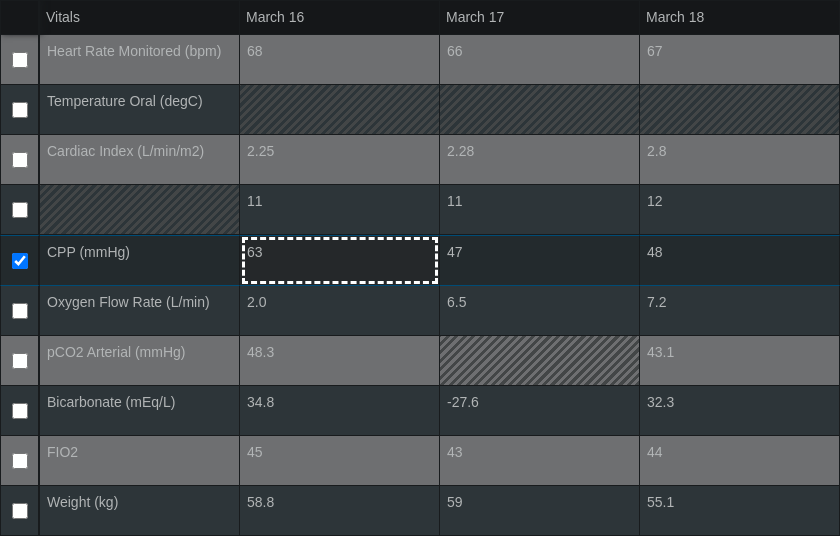 Vitals March 16 March 17 March 18
Heart Rate Monitored (bpm) 68 66 67
Temperature Oral (degC)
Cardiac Index (L/min/m2) 2.25 2.28 2.8
11 11 12
CPP (mmHg) 63 47 48
Oxygen Flow Rate (L/min) 2.0 6.5 7.2
pCO2 Arterial (mmHg) 48.3 43.1
Bicarbonate (mEq/L) 34.8 -27.6 32.3
FIO2 45 43 44
Weight (kg) 58.8 59 55.1